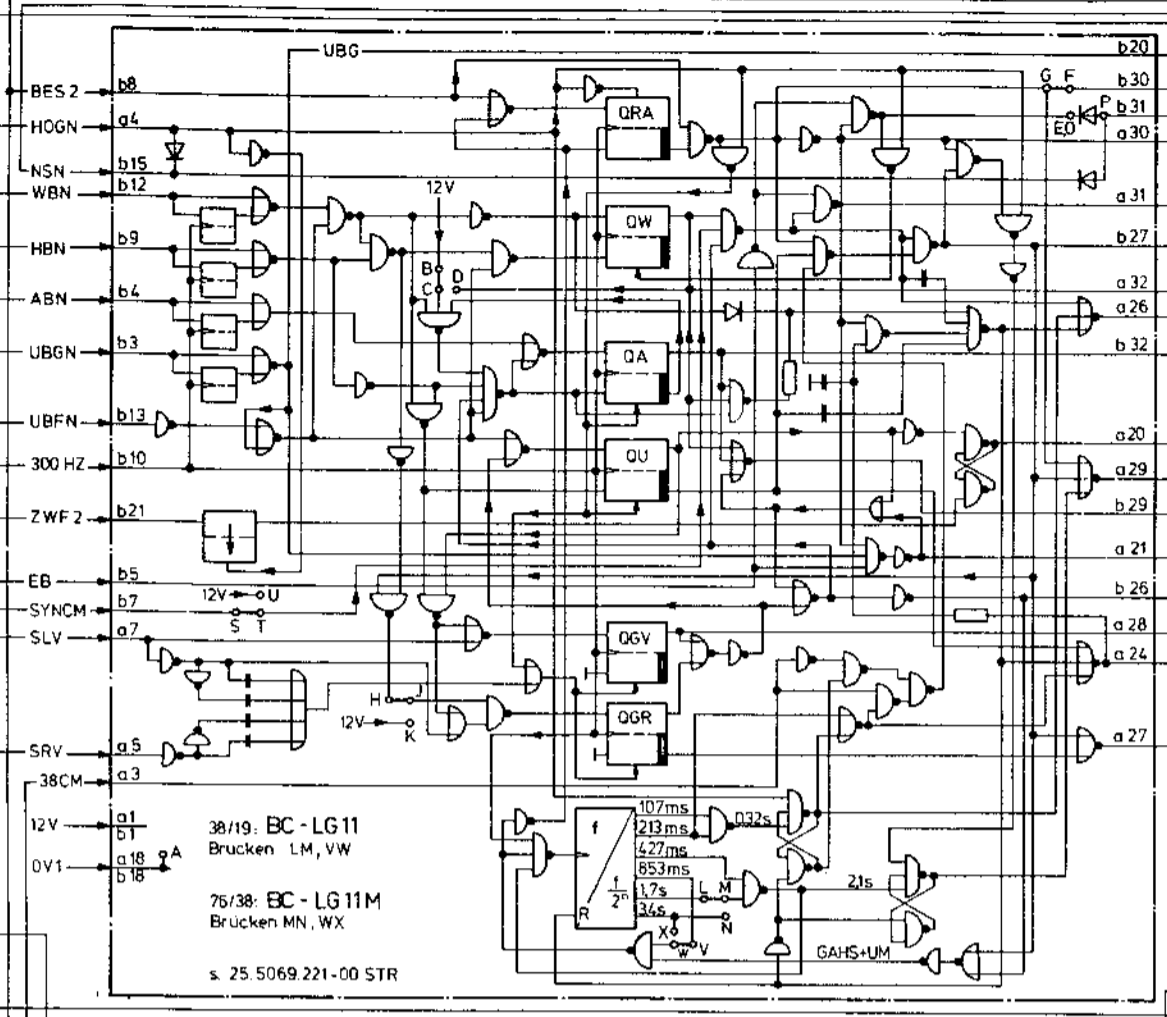 UBG
b20
BES 2
b8
G F
b30
b31
P
E,O
HOGN
a4
a30
QRA
NSN
b15
WBN
b12
12V
a31
QW
HBN
b9
b27
B
C
D
a32
ABN
b4
a26
UBGN
b3
QA
b32
UBFN
b13
a20
QU
300 HZ
b10
a29
ZWF 2
b21
b29
a21
EB
b5
12V
U
b26
SYNCM
b7
S T
SLV
a7
QGV
a28
a24
H
J
12V
K
QGR
SRV
a5
a27
38CM
a3
12V
a1
b1
38/19: BC - LG 11
Brücken LM, VW
f
107ms
213ms
0,32s
427ms
853ms
0V1
a18
b18
A
76/38: BC - LG 11M
Brücken MN, WX
f
2ⁿ
1,7s
3,4s
L M
N
2,1s
R
X
W
V
GAHS+UM
s. 25.5069.221-00 STR